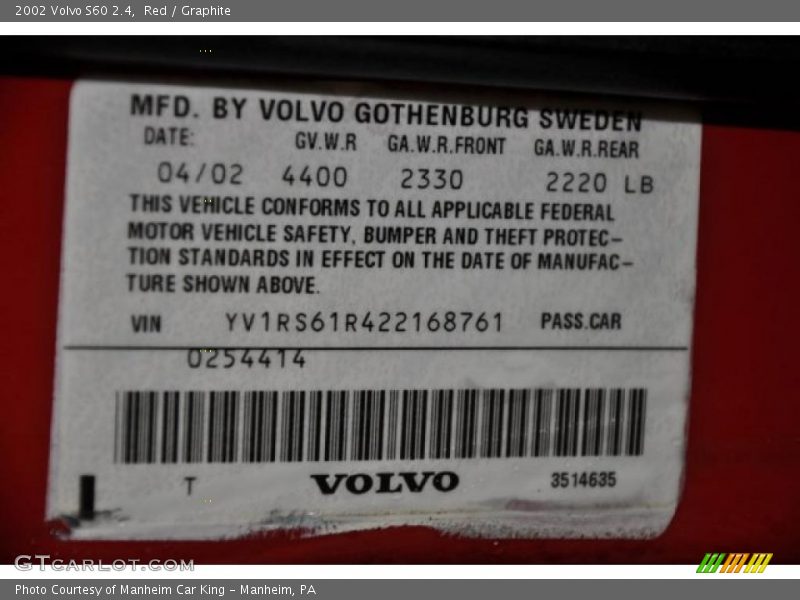 2002 Volvo S60 2.4,  Red / Graphite
MFD. BY VOLVO GOTHENBURG SWEDEN
DATE: GV.W.R GA.W.R.FRONT GA.W.R.REAR
04/02 4400 2330 2220 LB
THIS VEHICLE CONFORMS TO ALL APPLICABLE FEDERAL
MOTOR VEHICLE SAFETY, BUMPER AND THEFT PROTEC-
TION STANDARDS IN EFFECT ON THE DATE OF MANUFAC-
TURE SHOWN ABOVE.
VIN YV1RS61R422168761 PASS.CAR
0254414
T VOLVO 3514635
GTCARLOT.COM
Photo Courtesy of Manheim Car King - Manheim, PA